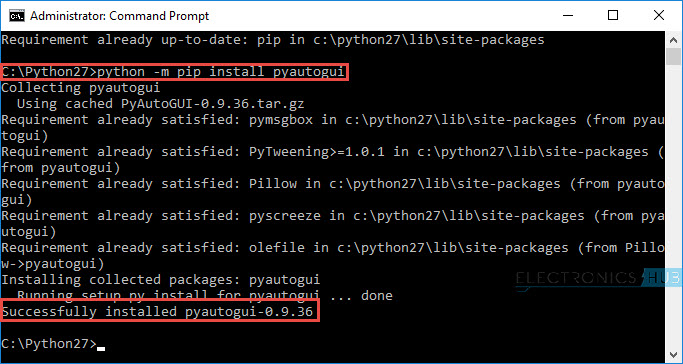 Administrator: Command Prompt
Requirement already up-to-date: pip in c:\python27\lib\site-packages
C:\Python27>python -m pip install pyautogui
Collecting pyautogui
  Using cached PyAutoGUI-0.9.36.tar.gz
Requirement already satisfied: pymsgbox in c:\python27\lib\site-packages (from pyau
togui)
Requirement already satisfied: PyTweening>=1.0.1 in c:\python27\lib\site-packages (
from pyautogui)
Requirement already satisfied: Pillow in c:\python27\lib\site-packages (from pyauto
gui)
Requirement already satisfied: pyscreeze in c:\python27\lib\site-packages (from pya
utogui)
Requirement already satisfied: olefile in c:\python27\lib\site-packages (from Pillo
w->pyautogui)
Installing collected packages: pyautogui
ELECTRONICS HUB
  Running setup.py install for pyautogui ... done
Successfully installed pyautogui-0.9.36
C:\Python27>